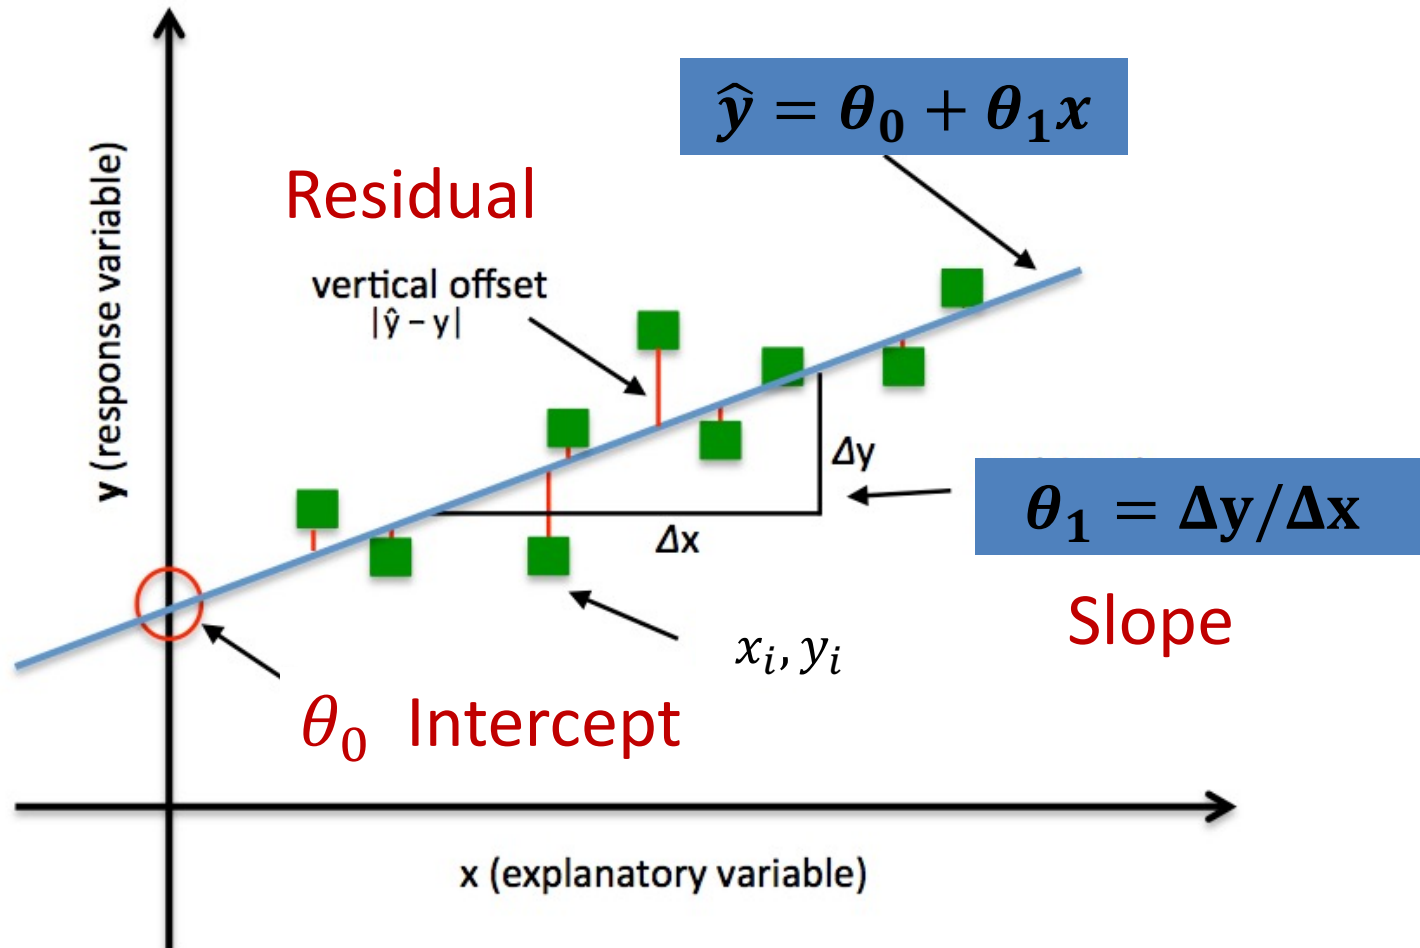 ŷ = θ₀ + θ₁x
Residual
vertical offset
|ŷ – y|
y (response variable)
Δy
θ₁ = Δy/Δx
Δx
Slope
xᵢ, yᵢ
θ₀ Intercept
x (explanatory variable)